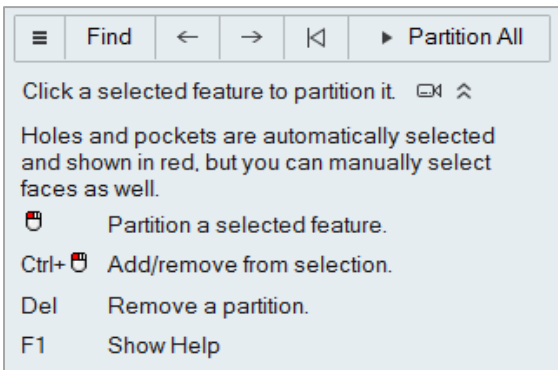 Find Partition All
Click a selected feature to partition it.
Holes and pockets are automatically selected
and shown in red, but you can manually select
faces as well.
Partition a selected feature.
Ctrl+ Add/remove from selection.
Del Remove a partition.
F1 Show Help